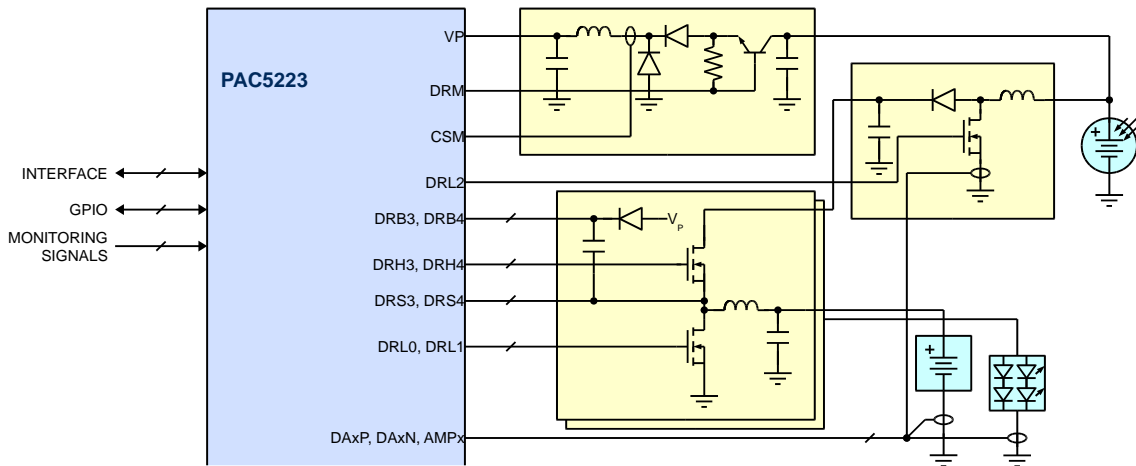 PAC5223
VP
DRM
CSM
DRL2
DRB3, DRB4
DRH3, DRH4
DRS3, DRS4
DRL0, DRL1
DAxP, DAxN, AMPx
INTERFACE
GPIO
MONITORING
SIGNALS
VP
+
+